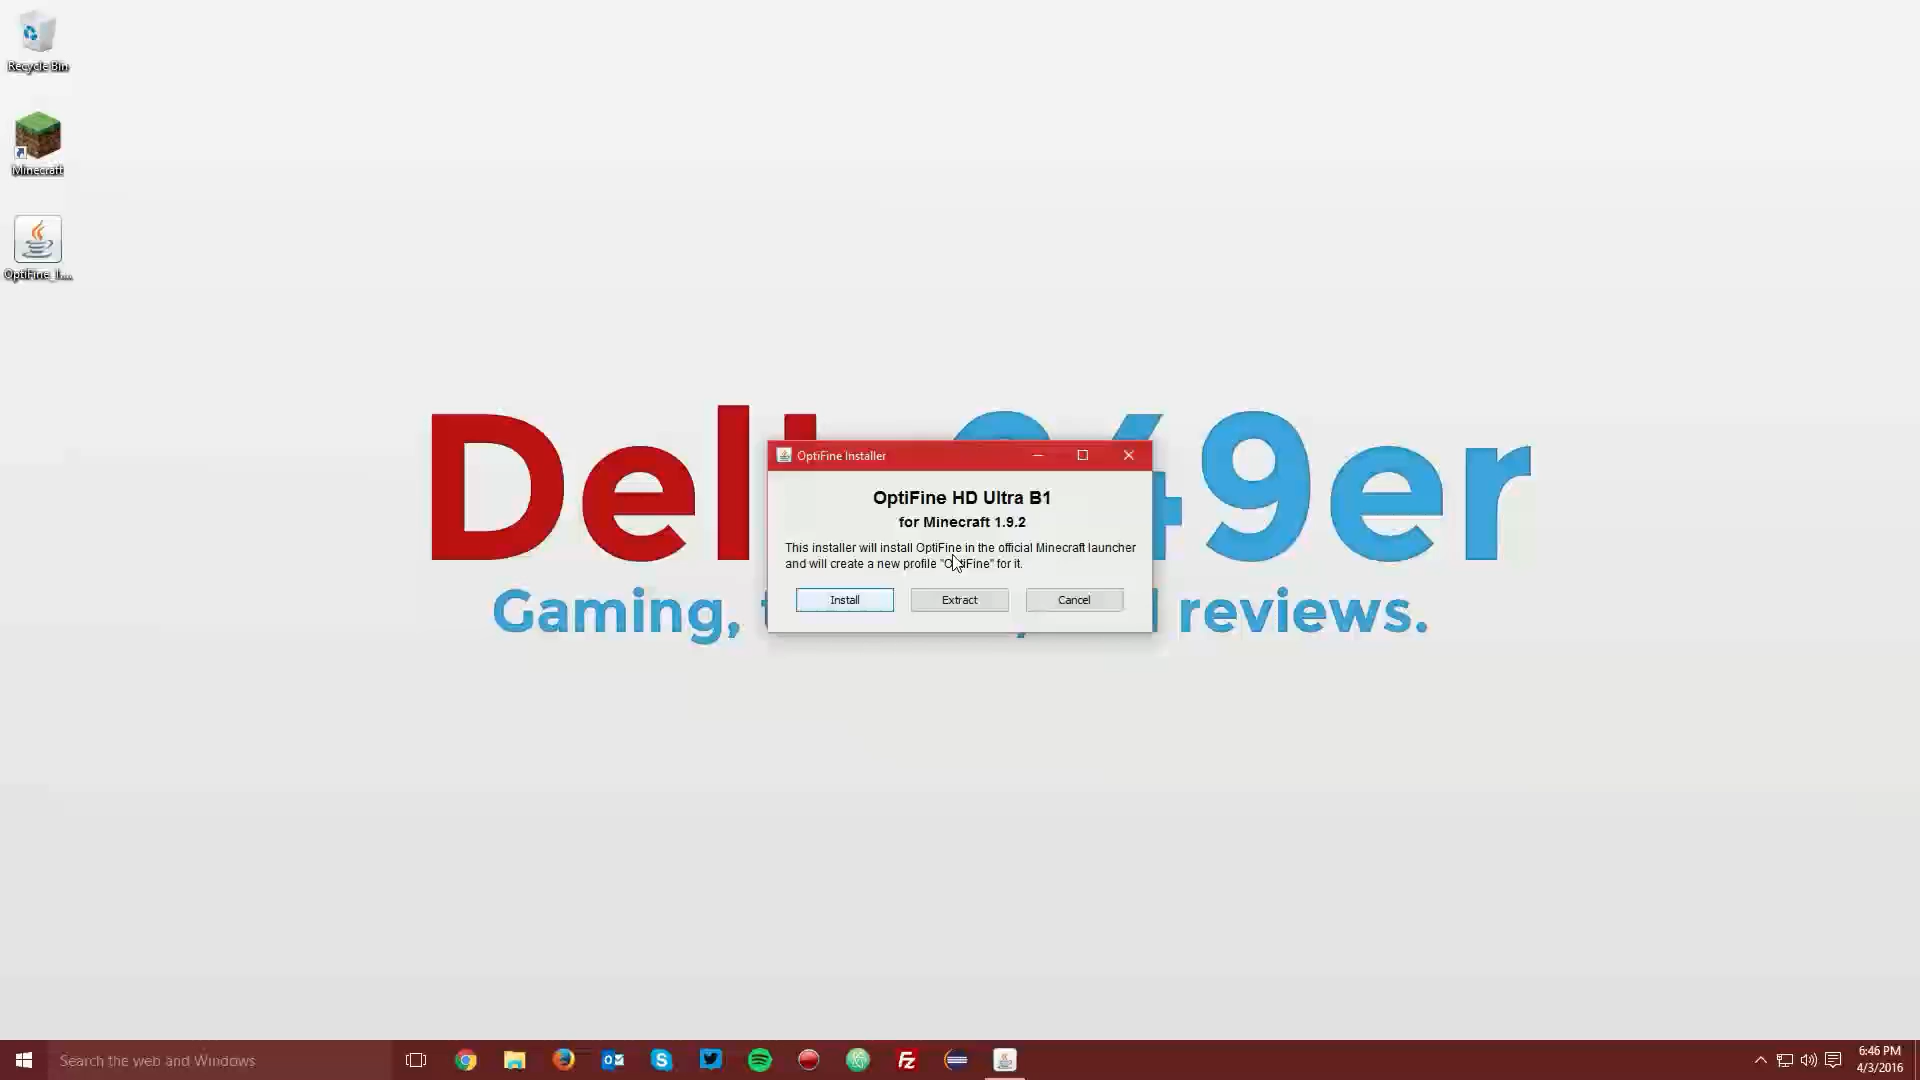 Recycle Bin
Minecraft
OptiFine_1....
OptiFine Installer
OptiFine HD Ultra B1
for Minecraft 1.9.2
This installer will install OptiFine in the official Minecraft launcher
and will create a new profile "OptiFine" for it.
Install Extract Cancel
Del 49er
Gaming, reviews.
Search the web and Windows
6:46 PM
4/3/2016